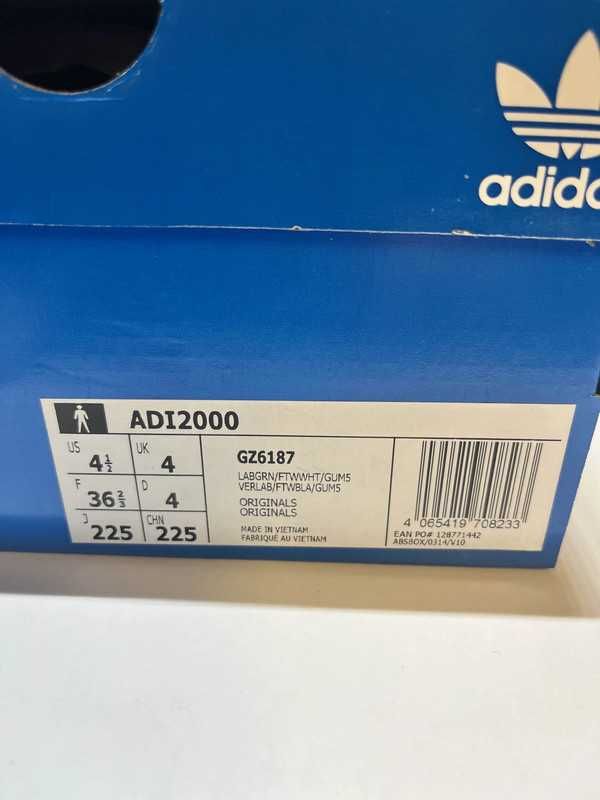 adida
ADI2000
US 4½ UK 4
F 36⅔ D 4
J 225 CHN 225
GZ6187
LABGRN/FTWWHT/GUM5
VERLAB/FTWBLA/GUM5
ORIGINALS
ORIGINALS
MADE IN VIETNAM
FABRIQUÉ AU VIETNAM
4 065419 708233
EAN PO# 128771442
ABSBOX/0314/V10